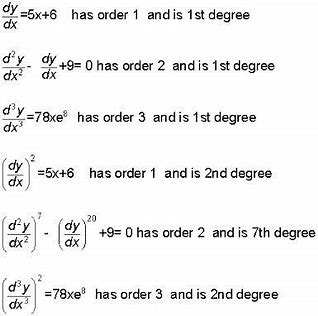 dy/dx=5x+6 has order 1 and is 1st degree
d²y/dx² - dy/dx +9= 0 has order 2 and is 1st degree
d³y/dx³=78xe⁸ has order 3 and is 1st degree
(dy/dx)²=5x+6 has order 1 and is 2nd degree
(d²y/dx²)⁷ - (dy/dx)²⁰ +9= 0 has order 2 and is 7th degree
(d³y/dx³)²=78xe⁸ has order 3 and is 2nd degree